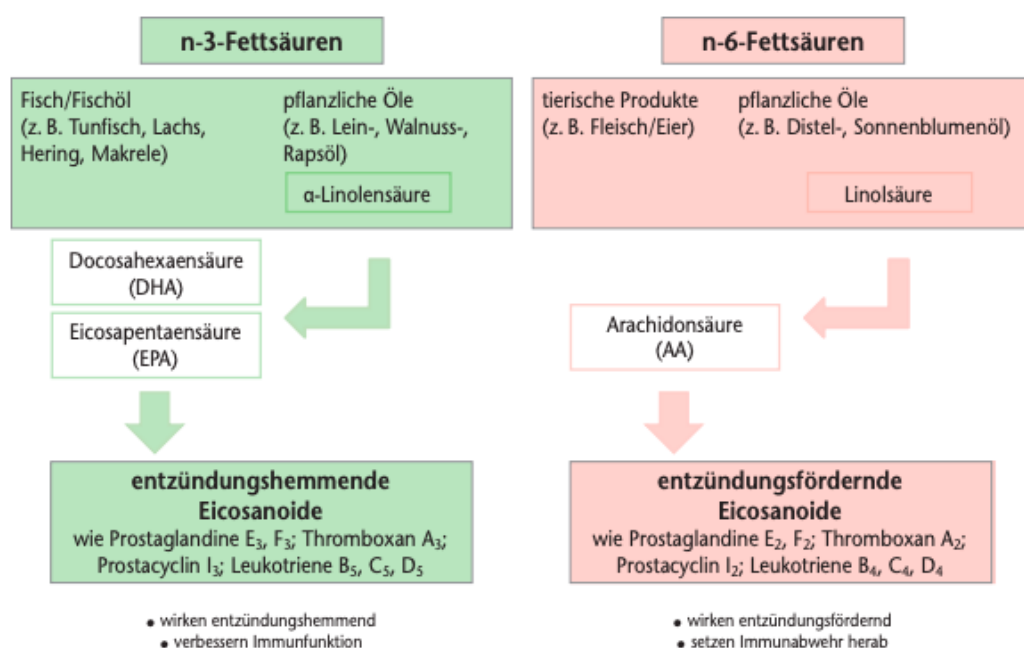 n-3-Fettsäuren
Fisch/Fischöl
(z. B. Tunfisch, Lachs,
Hering, Makrele)
pflanzliche Öle
(z. B. Lein-, Walnuss-,
Rapsöl)
α-Linolensäure
Docosahexaensäure
(DHA)
Eicosapentaensäure
(EPA)
entzündungshemmende
Eicosanoide
wie Prostaglandine E₃, F₃; Thromboxan A₃;
Prostacyclin I₃; Leukotriene B₅, C₅, D₅
• wirken entzündungshemmend
• verbessern Immunfunktion
n-6-Fettsäuren
tierische Produkte
(z. B. Fleisch/Eier)
pflanzliche Öle
(z. B. Distel-, Sonnenblumenöl)
Linolsäure
Arachidonsäure
(AA)
entzündungsfördernde
Eicosanoide
wie Prostaglandine E₂, F₂; Thromboxan A₂;
Prostacyclin I₂; Leukotriene B₄, C₄, D₄
• wirken entzündungsfördernd
• setzen Immunabwehr herab